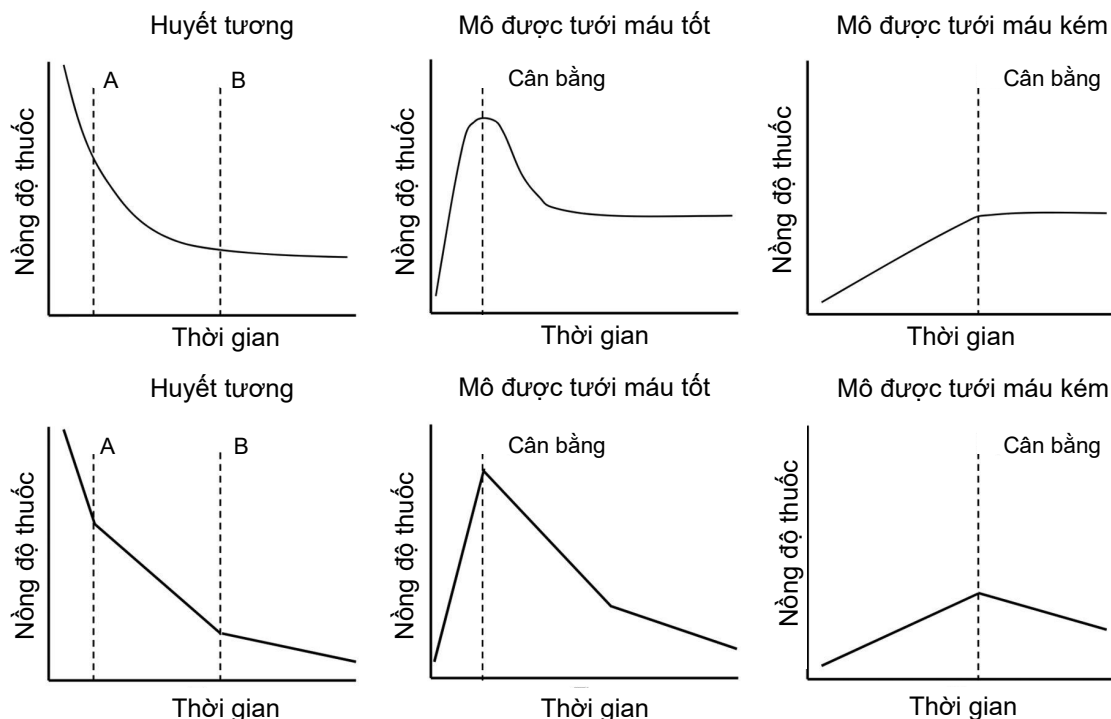 Huyết tương
Mô được tưới máu tốt
Mô được tưới máu kém
A
B
Cân bằng
Cân bằng
Nồng độ thuốc
Nồng độ thuốc
Nồng độ thuốc
Thời gian
Thời gian
Thời gian
Huyết tương
Mô được tưới máu tốt
Mô được tưới máu kém
A
B
Cân bằng
Cân bằng
Nồng độ thuốc
Nồng độ thuốc
Nồng độ thuốc
Thời gian
Thời gian
Thời gian